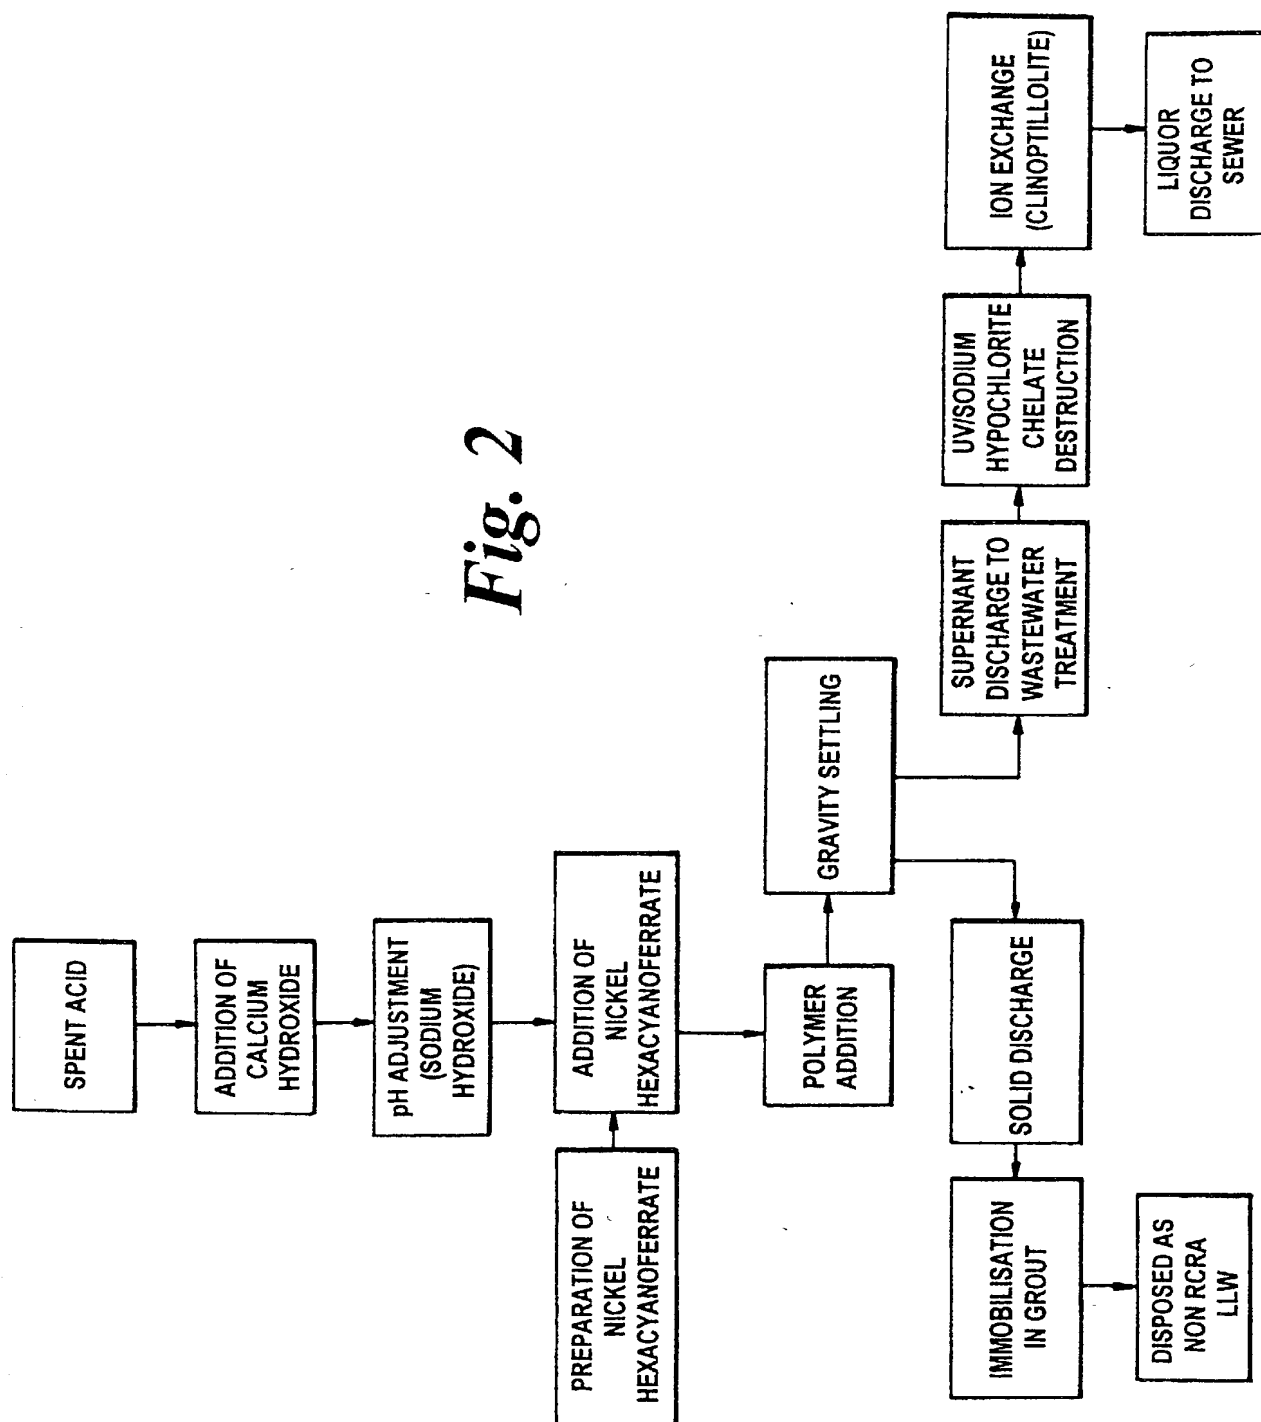 SPENT ACID
ADDITION OF
CALCIUM
HYDROXIDE
pH ADJUSTMENT
(SODIUM
HYDROXIDE)
PREPARATION OF
NICKEL
HEXACYANOFERRATE
ADDITION OF
NICKEL
HEXACYANOFERRATE
POLYMER
ADDITION
GRAVITY SETTLING
SOLID DISCHARGE
IMMOBILISATION
IN GROUT
DISPOSED AS
NON RCRA
LLW
SUPERNANT
DISCHARGE TO
WASTEWATER
TREATMENT
UV/SODIUM
HYPOCHLORITE
CHELATE
DESTRUCTION
ION EXCHANGE
(CLINOPTILLOLITE)
LIQUOR
DISCHARGE TO
SEWER
Fig. 2